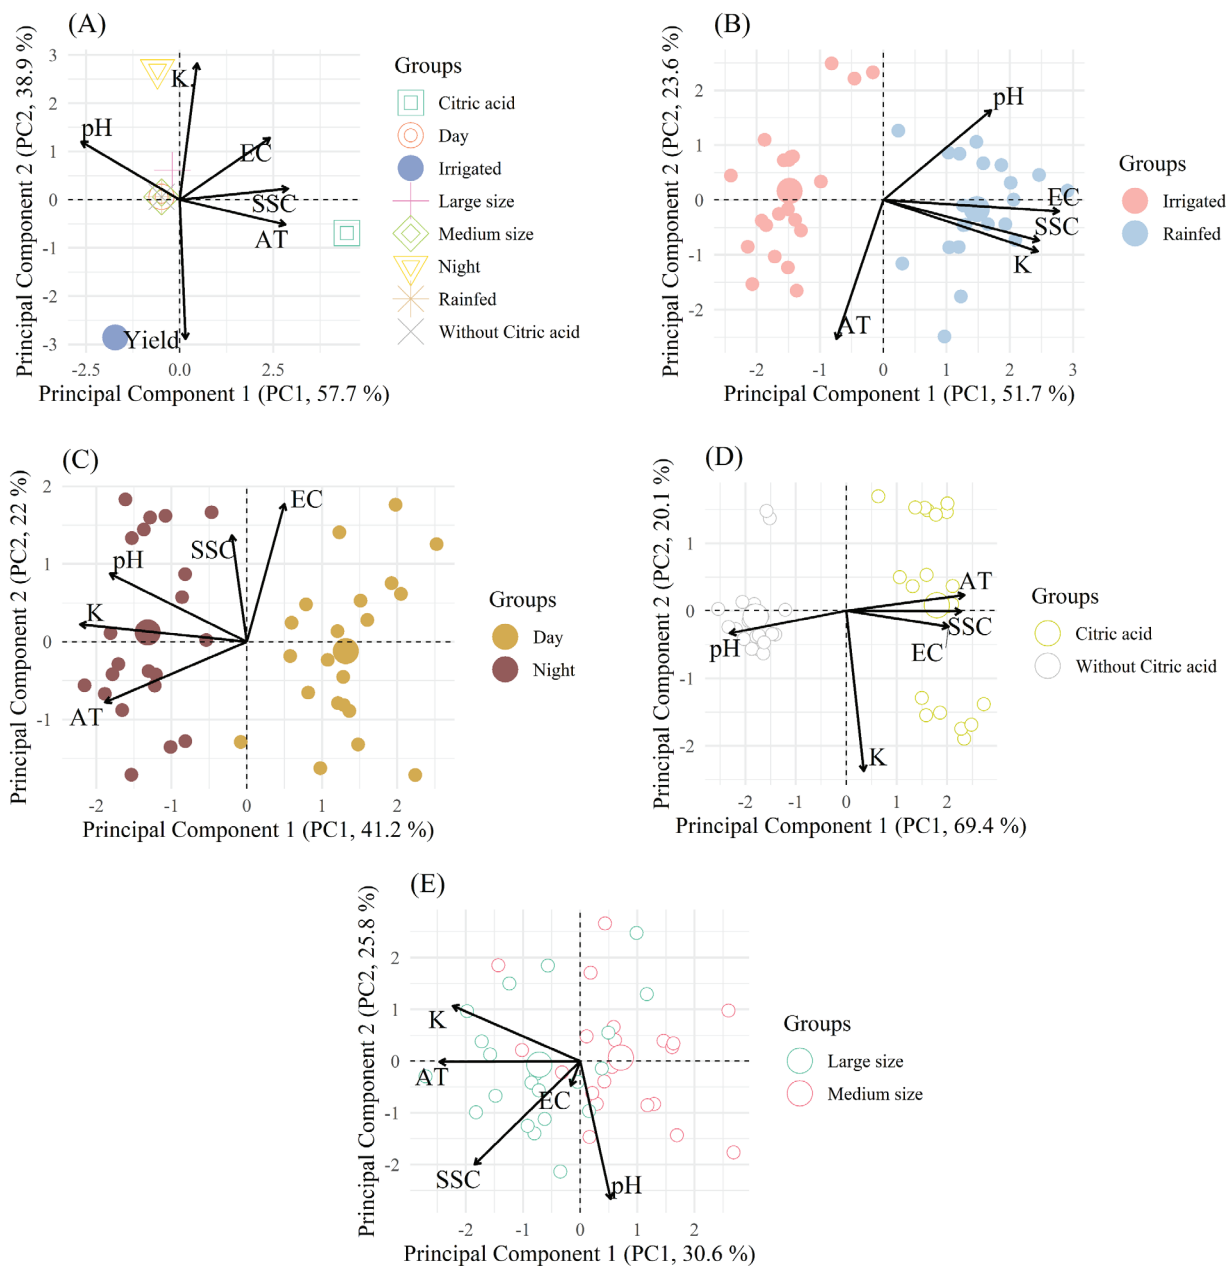 (A)
Principal Component 2 (PC2, 38.9 %)
3
2
1
0
-1
-2
-3
K.
pH
EC
SSC
AT
Yield
-2.5
0.0
2.5
Principal Component 1 (PC1, 57.7 %)
Groups
Citric acid
Day
Irrigated
Large size
Medium size
Night
Rainfed
Without Citric acid
(B)
Principal Component 2 (PC2, 23.6 %)
2
1
0
-1
-2
pH
EC
SSC
K
AT
-2
-1
0
1
2
3
Principal Component 1 (PC1, 51.7 %)
Groups
Irrigated
Rainfed
(C)
Principal Component 2 (PC2, 22 %)
2
1
0
-1
EC
SSC
pH
K
AT
-2
-1
0
1
2
Principal Component 1 (PC1, 41.2 %)
Groups
Day
Night
(D)
Principal Component 2 (PC2, 20.1 %)
1
0
-1
-2
AT
SSC
EC
pH
K
-2
-1
0
1
2
Principal Component 1 (PC1, 69.4 %)
Groups
Citric acid
Without Citric acid
(E)
Principal Component 2 (PC2, 25.8 %)
2
1
0
-1
-2
K
AT
EC
SSC
pH
-2
-1
0
1
2
Principal Component 1 (PC1, 30.6 %)
Groups
Large size
Medium size